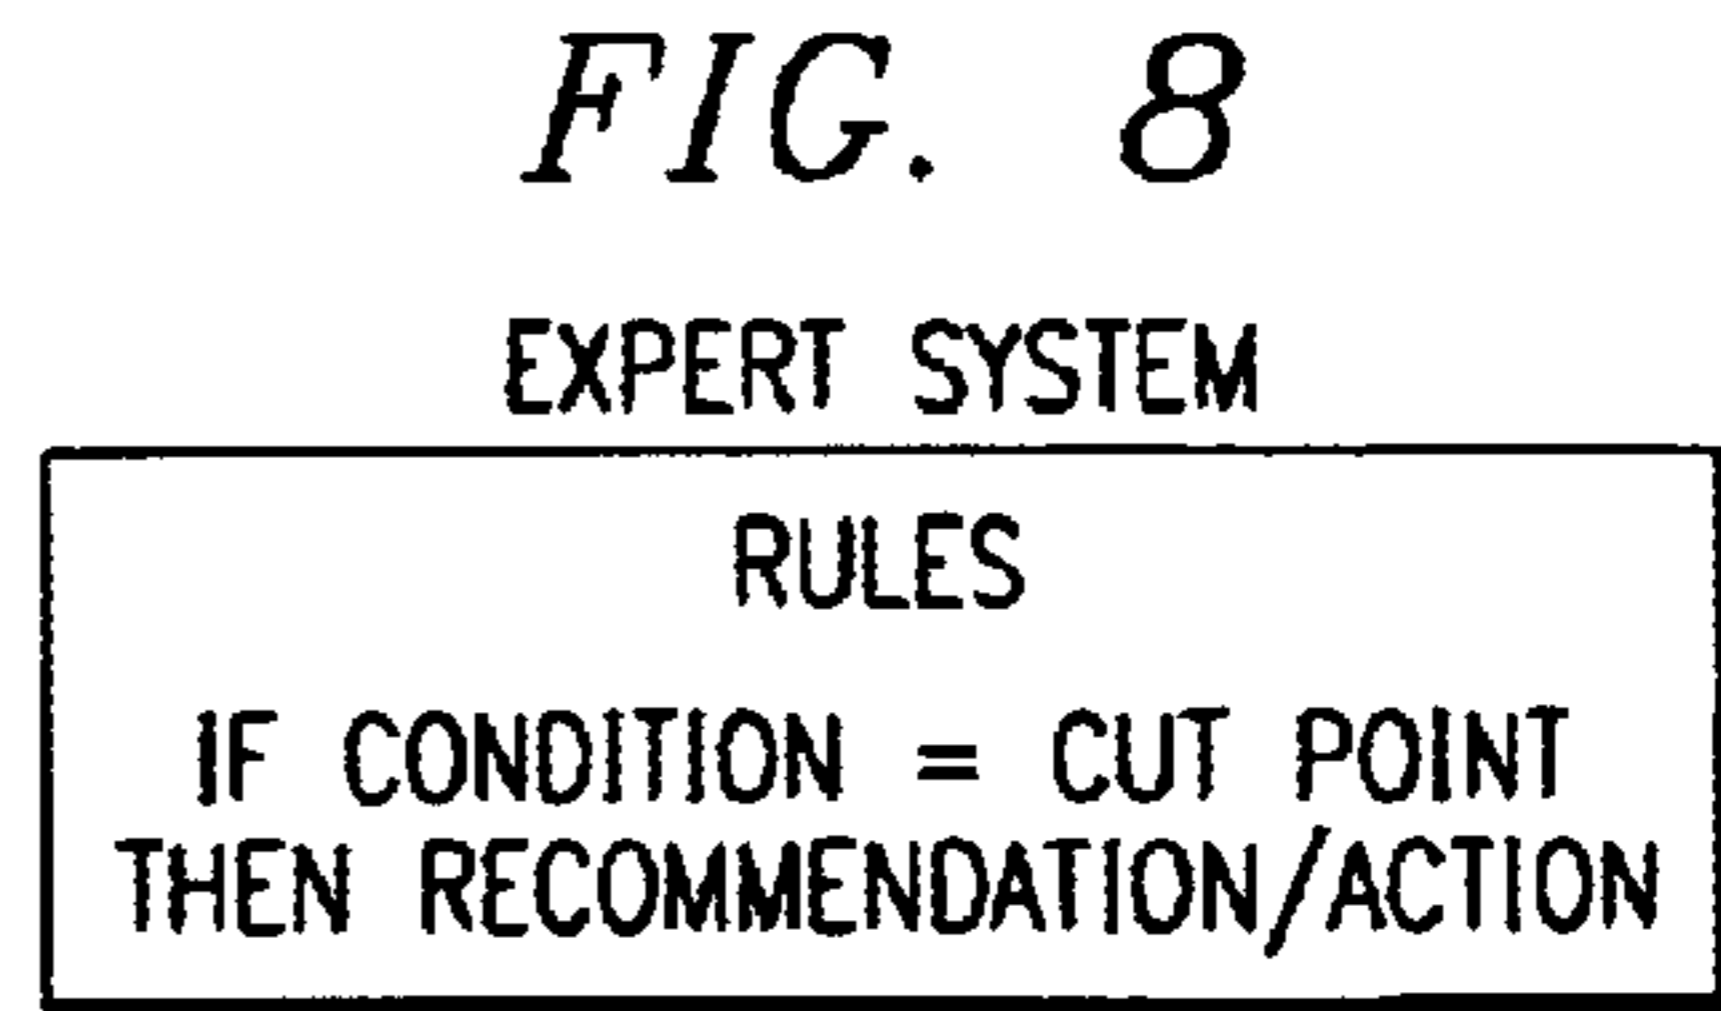 FIG. 8
EXPERT SYSTEM
RULES
IF CONDITION = CUT POINT
THEN RECOMMENDATION/ACTION